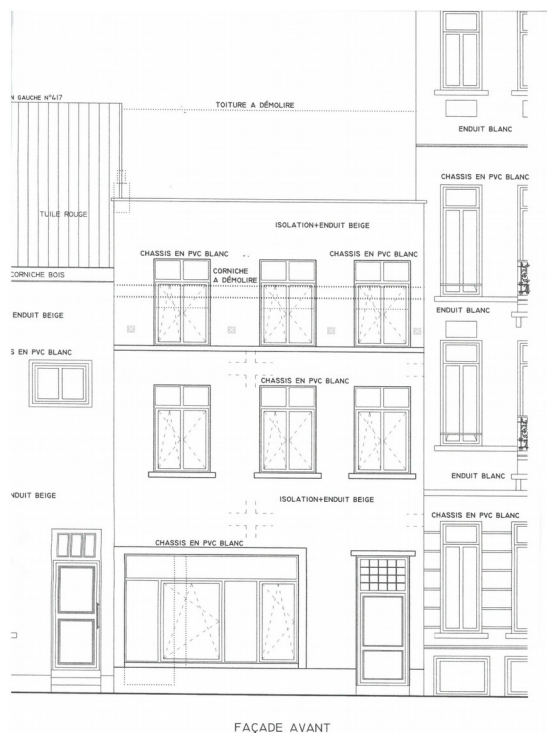 N GAUCHE N°417
TOITURE A DÉMOLIRE
ENDUIT BLANC
CHASSIS EN PVC BLANC
TUILE ROUGE
ISOLATION+ENDUIT BEIGE
CHASSIS EN PVC BLANC
CHASSIS EN PVC BLANC
CORNICHE BOIS
CORNICHE
A DÉMOLIRE
ENDUIT BEIGE
ENDUIT BLANC
S EN PVC BLANC
CHASSIS EN PVC BLANC
ENDUIT BLANC
NDUIT BEIGE
ISOLATION+ENDUIT BEIGE
CHASSIS EN PVC BLANC
CHASSIS EN PVC BLANC
FAÇADE AVANT